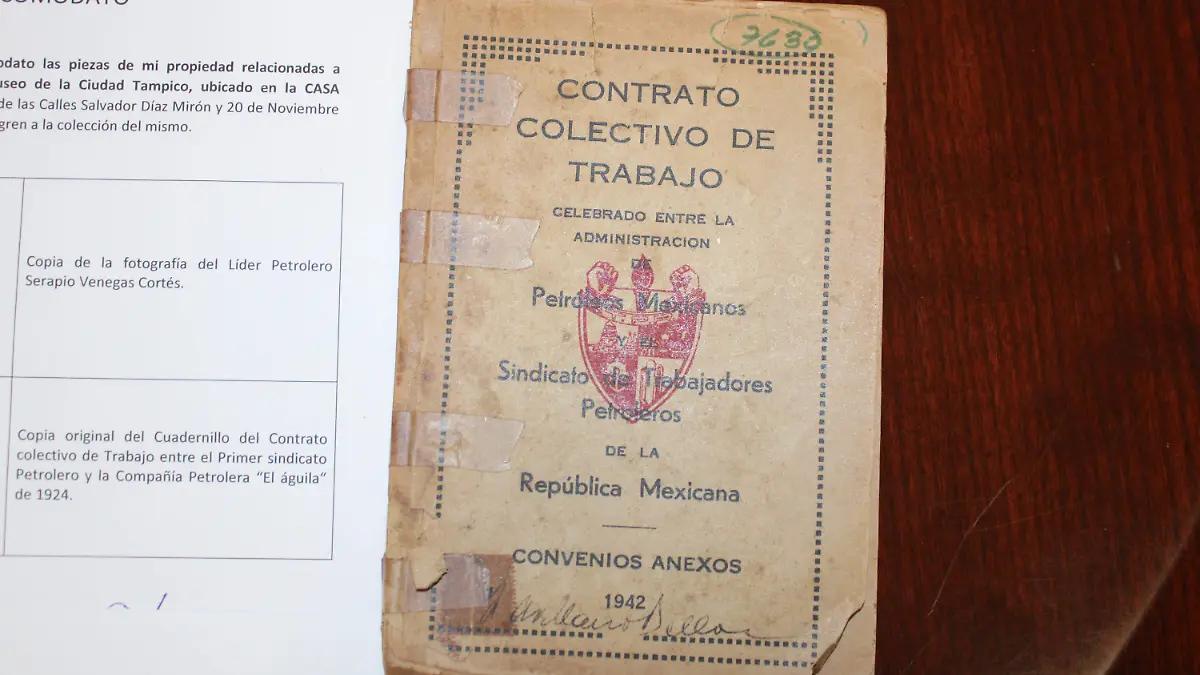 COMODATO
odato las piezas de mi propiedad relacionadas a
useo de la Ciudad Tampico, ubicado en la CASA
de las Calles Salvador Díaz Mirón y 20 de Noviembre
gren a la colección del mismo.
Copia de la fotografía del Líder Petrolero
Serapio Venegas Cortés.
Copia original del Cuadernillo del Contrato
colectivo de Trabajo entre el Primer sindicato
Petrolero y la Compañía Petrolera “El águila“
de 1924.
7630
CONTRATO
COLECTIVO DE
TRABAJO
CELEBRADO ENTRE LA
ADMINISTRACION
DE
Petróleos Mexicanos
Y EL
Sindicato de Trabajadores
Petroleros
DE LA
República Mexicana
CONVENIOS ANEXOS
1942